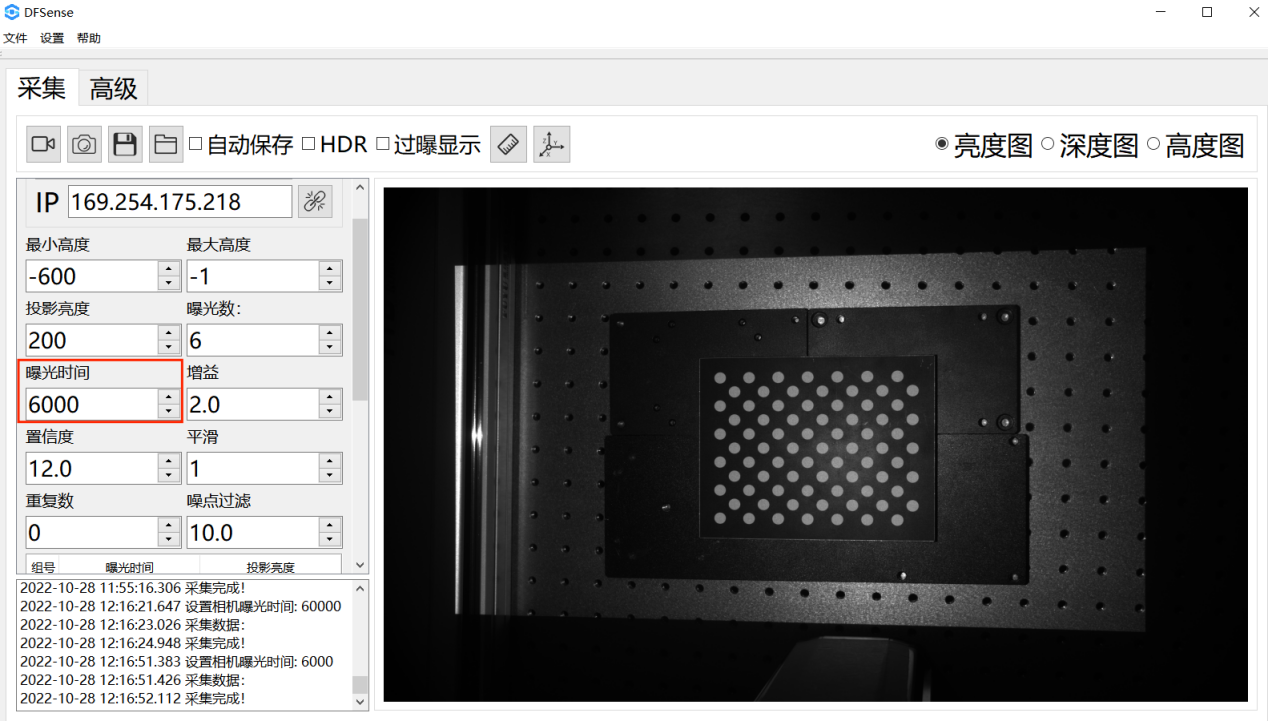 DFSense
文件 设置 帮助
采集 高级
自动保存 HDR 过曝显示 亮度图 深度图 高度图
IP 169.254.175.218
最小高度 最大高度
-600 -1
投影亮度 曝光数:
200 6
曝光时间 增益
6000 2.0
置信度 平滑
12.0 1
重复数 噪点过滤
0 10.0
组号 曝光时间 投影亮度
2022-10-28 11:55:16.306 采集完成!
2022-10-28 12:16:21.647 设置相机曝光时间: 60000
2022-10-28 12:16:23.026 采集数据:
2022-10-28 12:16:24.948 采集完成!
2022-10-28 12:16:51.383 设置相机曝光时间: 6000
2022-10-28 12:16:51.426 采集数据:
2022-10-28 12:16:52.112 采集完成!